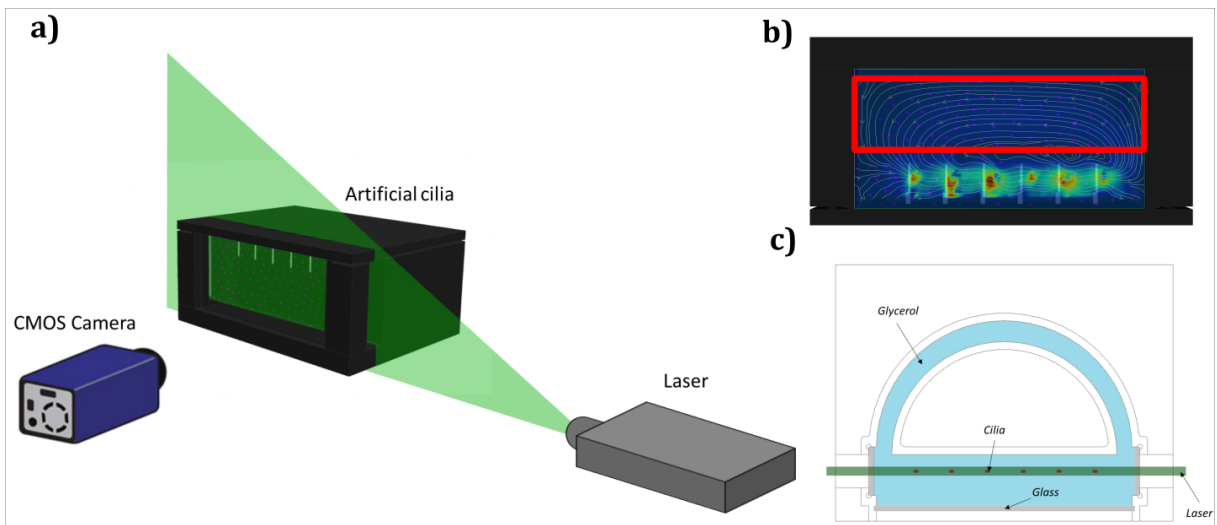 a)
Artificial cilia
CMOS Camera
Laser
b)
c)
Glycerol
Cilia
Glass
Laser